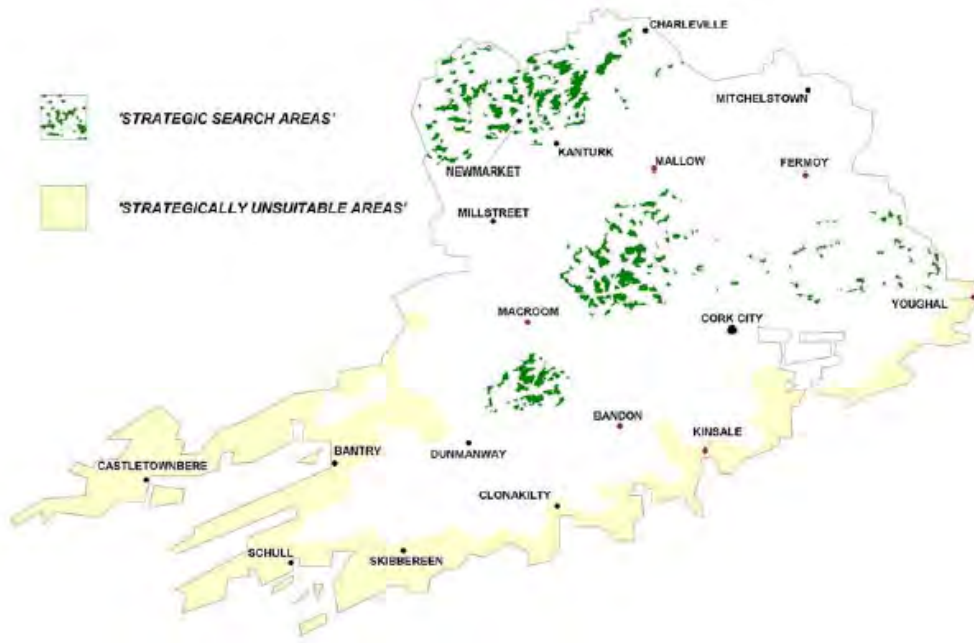 CHARLEVILLE
MITCHELSTOWN
'STRATEGIC SEARCH AREAS'
KANTURK
MALLOW
FERMOY
NEWMARKET
'STRATEGICALLY UNSUITABLE AREAS'
MILLSTREET
YOUGHAL
MACROOM
CORK CITY
BANDON
KINSALE
BANTRY
DUNMANWAY
CASTLETOWNBERE
CLONAKILTY
SCHULL
SKIBBEREEN